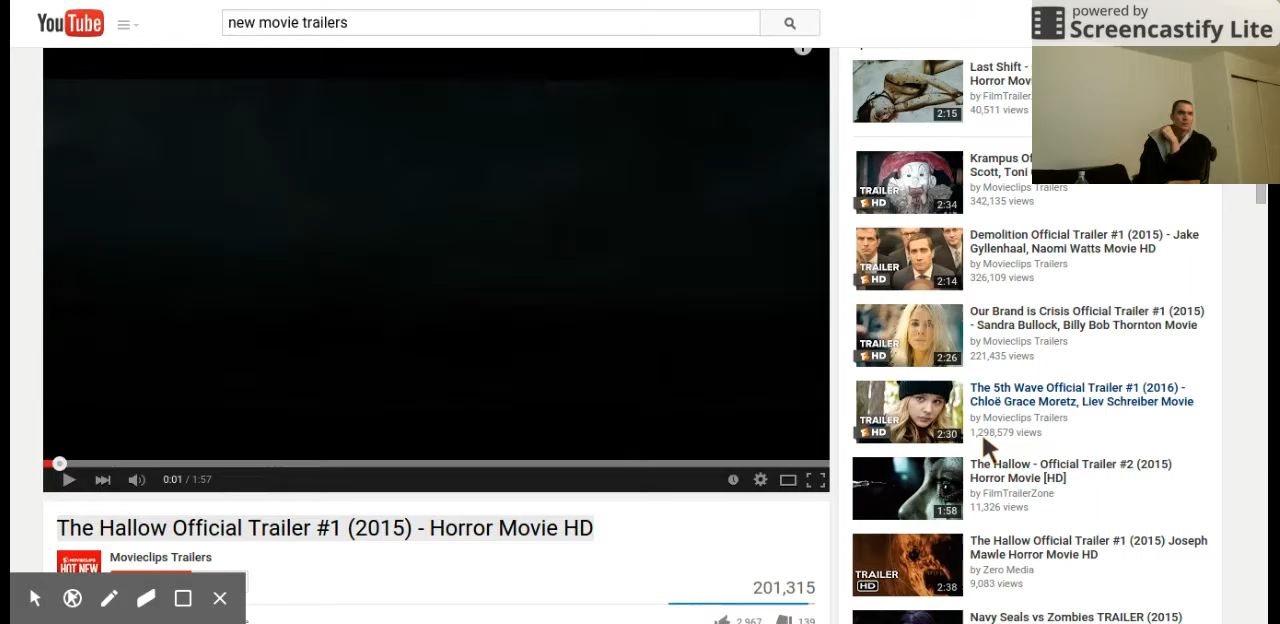 YouTube
new movie trailers
powered by
Screencastify Lite
Last Shift -
Horror Mov
by FilmTrailer
40,511 views
2:15
Krampus Of
Scott, Toni
by Movieclips Trailers
342,135 views
TRAILER
HD
2:34
Demolition Official Trailer #1 (2015) - Jake
Gyllenhaal, Naomi Watts Movie HD
by Movieclips Trailers
326,109 views
TRAILER
HD
2:14
Our Brand is Crisis Official Trailer #1 (2015)
- Sandra Bullock, Billy Bob Thornton Movie
by Movieclips Trailers
221,435 views
TRAILER
HD
2:26
The 5th Wave Official Trailer #1 (2016) -
Chloë Grace Moretz, Liev Schreiber Movie
by Movieclips Trailers
1,298,579 views
TRAILER
HD
2:30
The Hallow - Official Trailer #2 (2015)
Horror Movie [HD]
by FilmTrailerZone
11,326 views
1:58
The Hallow Official Trailer #1 (2015) Joseph
Mawle Horror Movie HD
by Zero Media
9,083 views
TRAILER
HD
2:38
Navy Seals vs Zombies TRAILER (2015)
0:01 / 1:57
The Hallow Official Trailer #1 (2015) - Horror Movie HD
MOVIECLIPS
HOT NEW
Movieclips Trailers
201,315
2,967
139